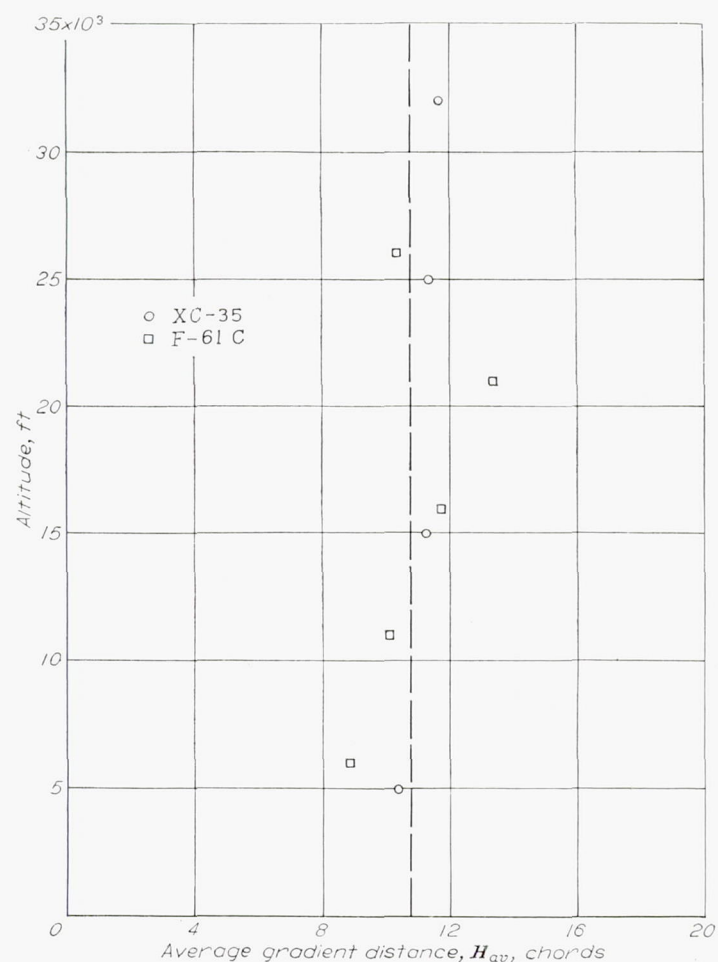 35x10³
30
25
20
15
10
5
0
4
8
12
16
20
XC-35
F-61 C
Altitude, ft
Average gradient distance, H_av, chords